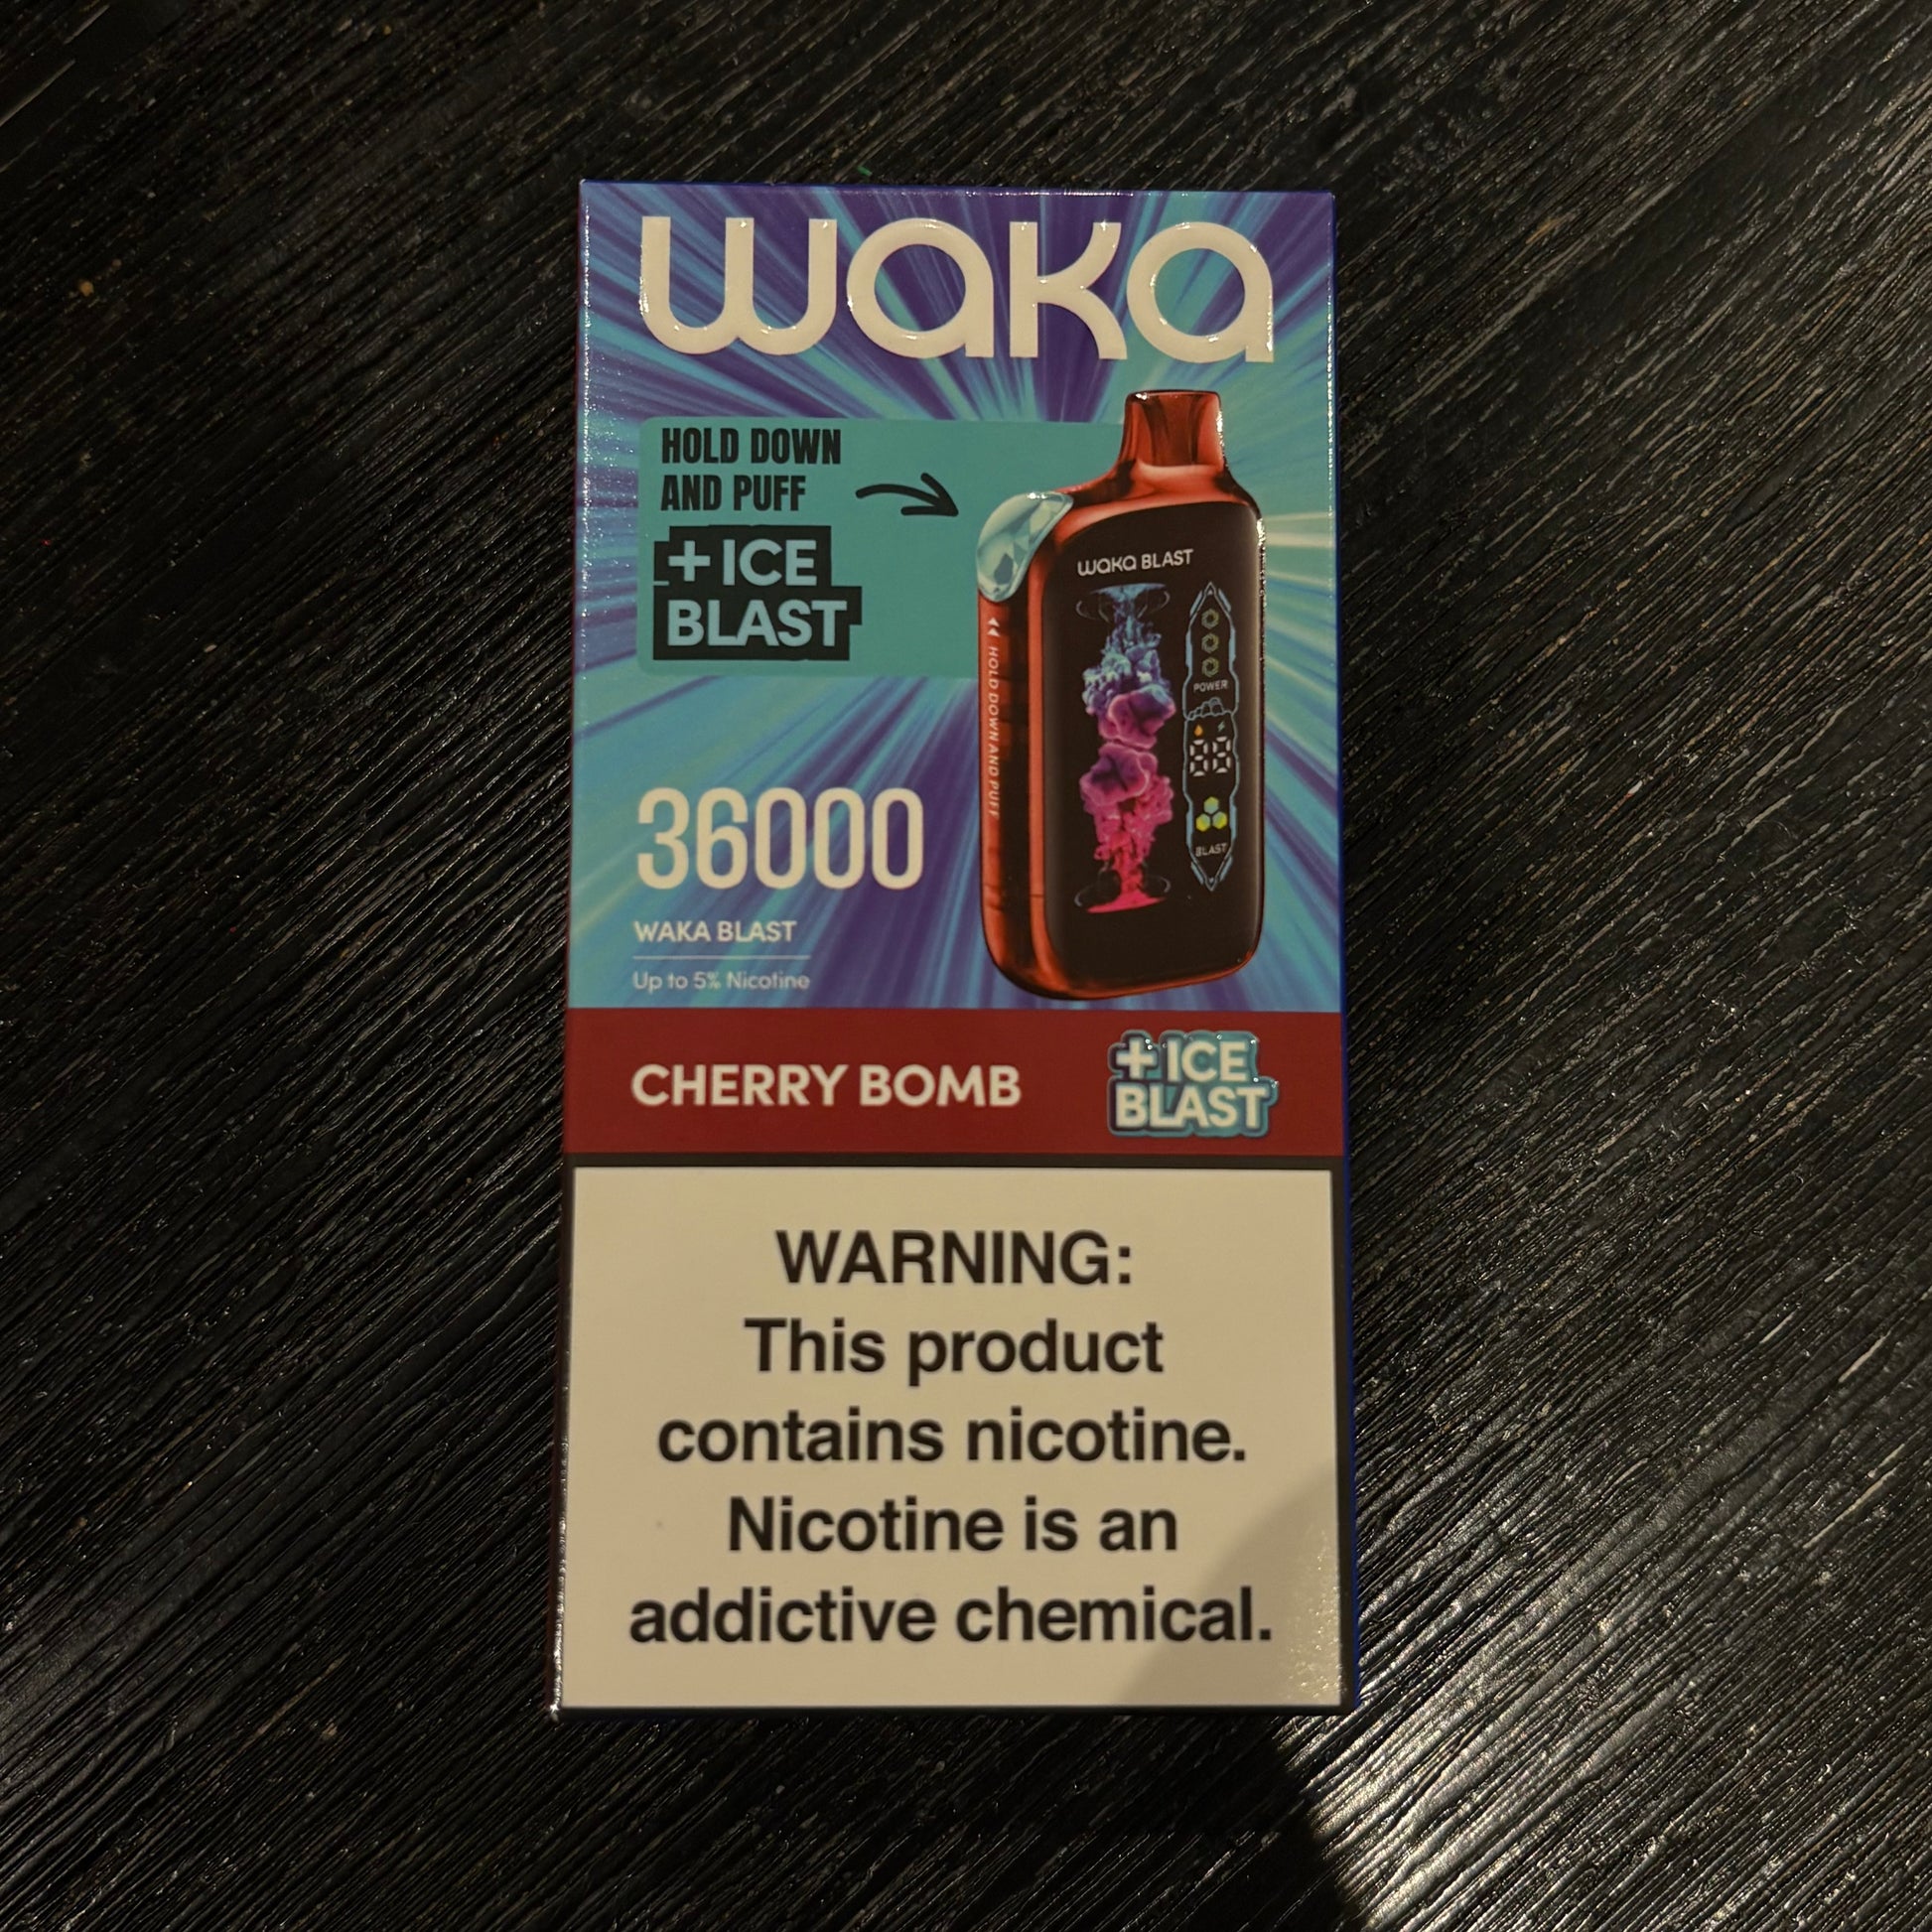 waka
HOLD DOWN
AND PUFF
+ ICE
BLAST
waka BLAST
HOLD DOWN AND PUFF
POWER
88
BLAST
36000
WAKA BLAST
Up to 5% Nicotine
CHERRY BOMB
+ ICE
BLAST
WARNING:
This product
contains nicotine.
Nicotine is an
addictive chemical.